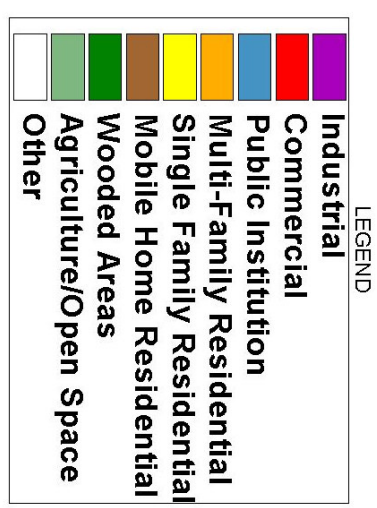 LEGEND
Industrial
Commercial
Public Institution
Multi-Family Residential
Single Family Residential
Mobile Home Residential
Wooded Areas
Agriculture/Open Space
Other